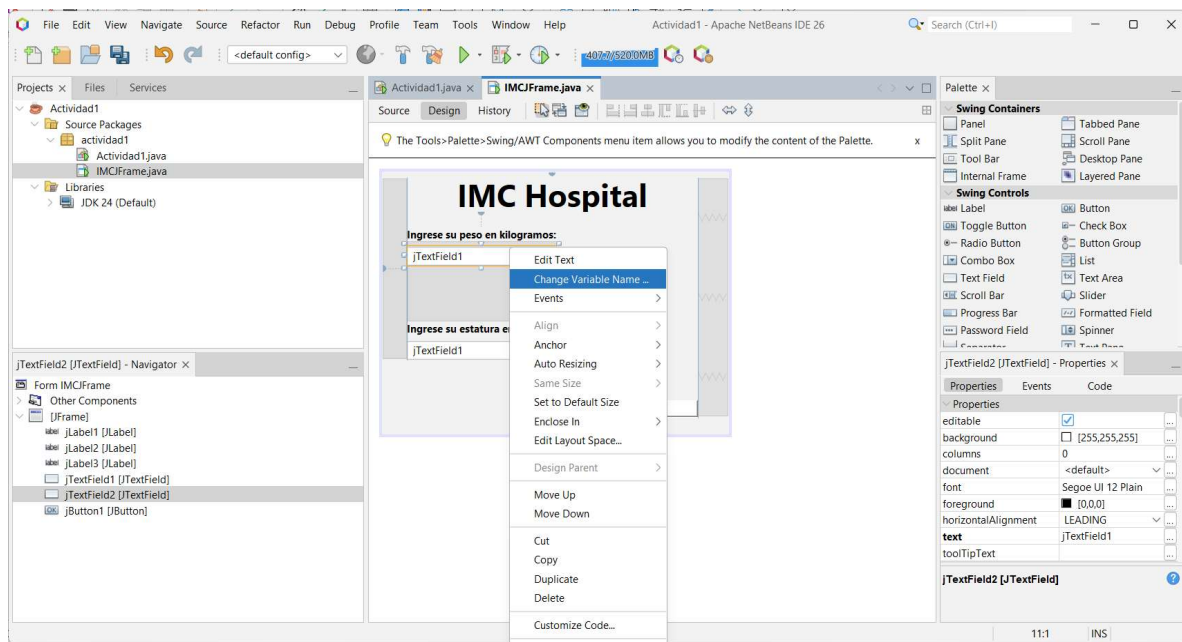 File Edit View Navigate Source Refactor Run Debug Profile Team Tools Window Help
Actividad1 - Apache NetBeans IDE 26
Search (Ctrl+I)
<default config>
407.7/520.0MB
Projects
Files
Services
Actividad1
Source Packages
actividad1
Actividad1.java
IMCJFrame.java
Libraries
JDK 24 (Default)
jTextField2 [JTextField] - Navigator
Form IMCJFrame
Other Components
[JFrame]
jLabel1 [JLabel]
jLabel2 [JLabel]
jLabel3 [JLabel]
jTextField1 [JTextField]
jTextField2 [JTextField]
OK jButton1 [JButton]
Actividad1.java
IMCJFrame.java
Source Design History
The Tools>Palette>Swing/AWT Components menu item allows you to modify the content of the Palette. x
IMC Hospital
Ingrese su peso en kilogramos:
jTextField1
Ingrese su estatura
jTextField1
Edit Text
Change Variable Name ...
Events
Align
Anchor
Auto Resizing
Same Size
Set to Default Size
Enclose In
Edit Layout Space...
Design Parent
Move Up
Move Down
Cut
Copy
Duplicate
Delete
Customize Code...
Palette
Swing Containers
Panel Tabbed Pane
Split Pane Scroll Pane
Tool Bar Desktop Pane
Internal Frame Layered Pane
Swing Controls
label Label OK Button
ON Toggle Button Check Box
Radio Button Button Group
Combo Box List
Text Field Text Area
Scroll Bar Slider
Progress Bar Formatted Field
Password Field Spinner
jTextField2 [JTextField] - Properties
Properties Events Code
Properties
editable
background [255,255,255] ...
columns 0 ...
document <default> ...
font Segoe UI 12 Plain ...
foreground [0,0,0] ...
horizontalAlignment LEADING ...
text jTextField1 ...
toolTipText ...
jTextField2 [JTextField]
11:1 INS